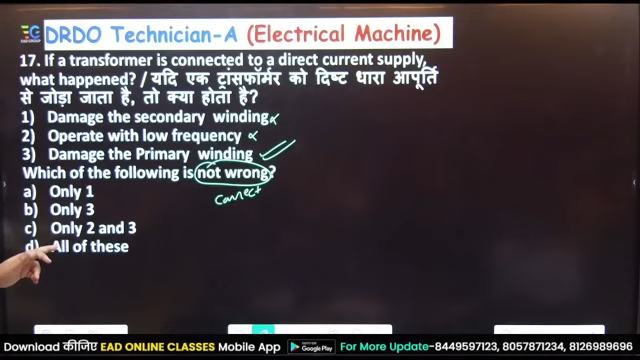 EG
EAD GROUP
DRDO Technician-A (Electrical Machine)
17. If a transformer is connected to a direct current supply,
what happened? / यदि एक ट्रांसफॉर्मर को दिष्ट धारा आपूर्ति
से जोड़ा जाता है, तो क्या होता है?
1) Damage the secondary winding
2) Operate with low frequency
3) Damage the Primary winding
Which of the following is not wrong?
correct
a) Only 1
b) Only 3
c) Only 2 and 3
d) All of these
Download कीजिए EAD ONLINE CLASSES Mobile App Google Play For More Update-8449597123, 8057871234, 8126989696